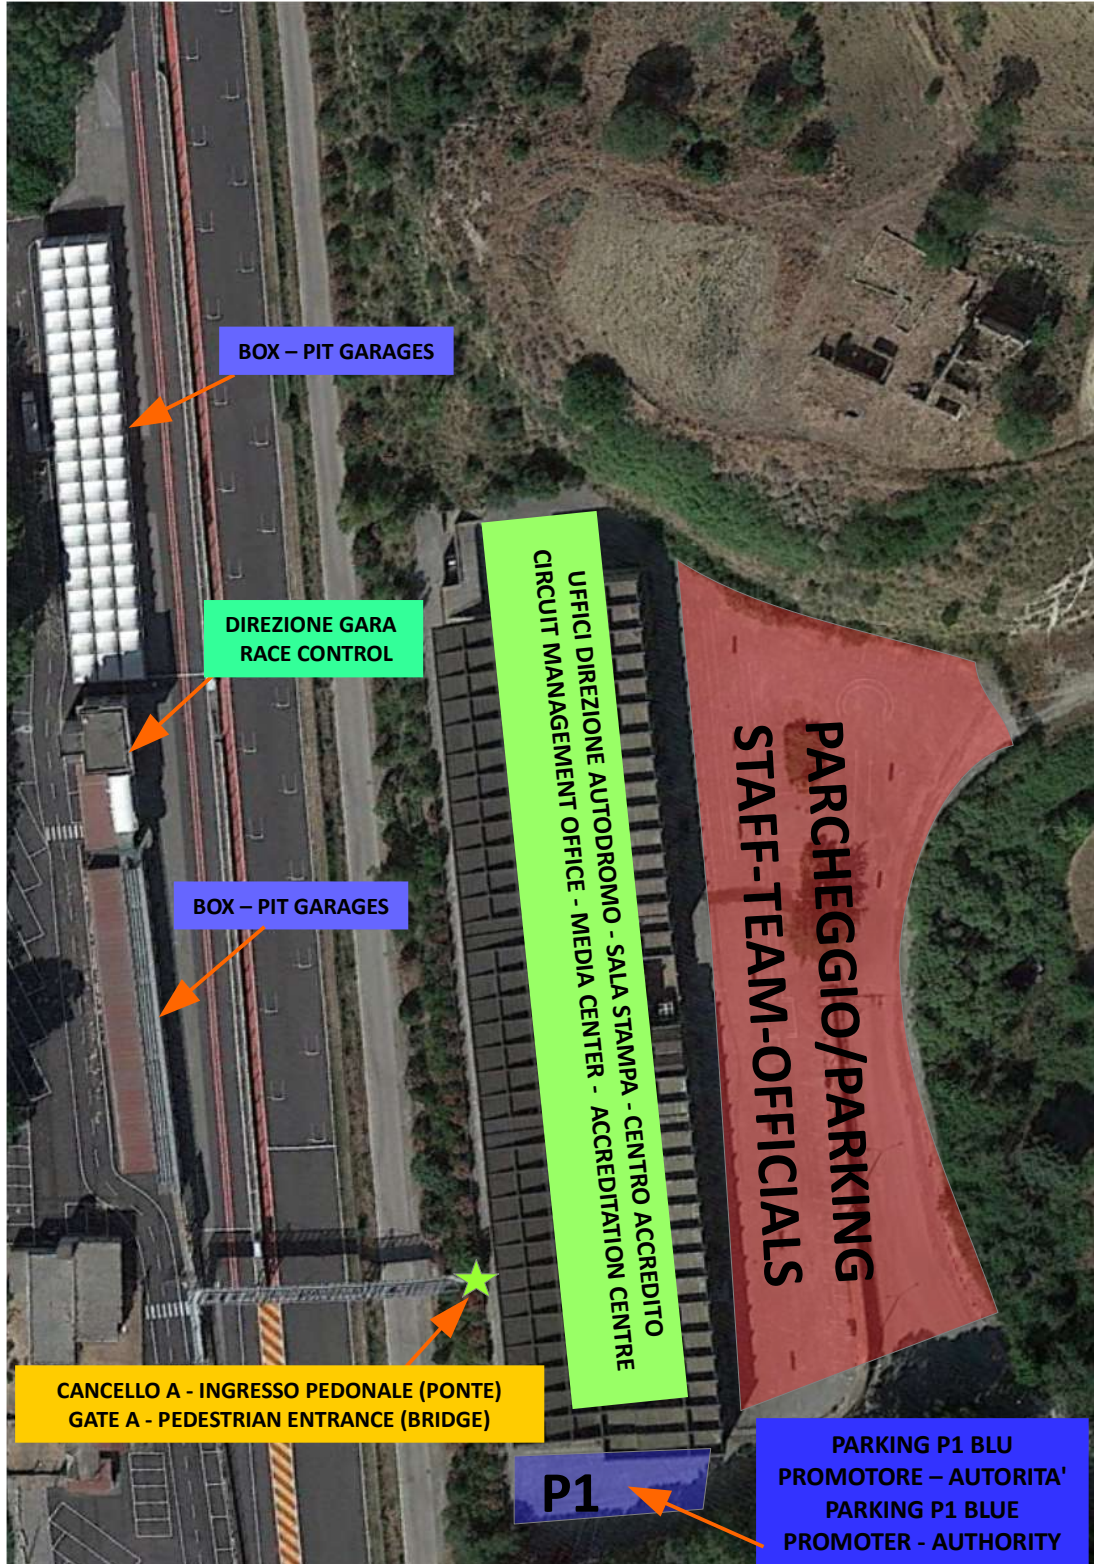 BOX – PIT GARAGES
DIREZIONE GARA
RACE CONTROL
BOX – PIT GARAGES
UFFICI DIREZIONE AUTODROMO - SALA STAMPA - CENTRO ACCREDITO
CIRCUIT MANAGEMENT OFFICE - MEDIA CENTER - ACCREDITATION CENTRE
PARCHEGGIO/PARKING
STAFF-TEAM-OFFICIALS
CANCELLO A - INGRESSO PEDONALE (PONTE)
GATE A - PEDESTRIAN ENTRANCE (BRIDGE)
P1
PARKING P1 BLU
PROMOTORE – AUTORITA'
PARKING P1 BLUE
PROMOTER - AUTHORITY